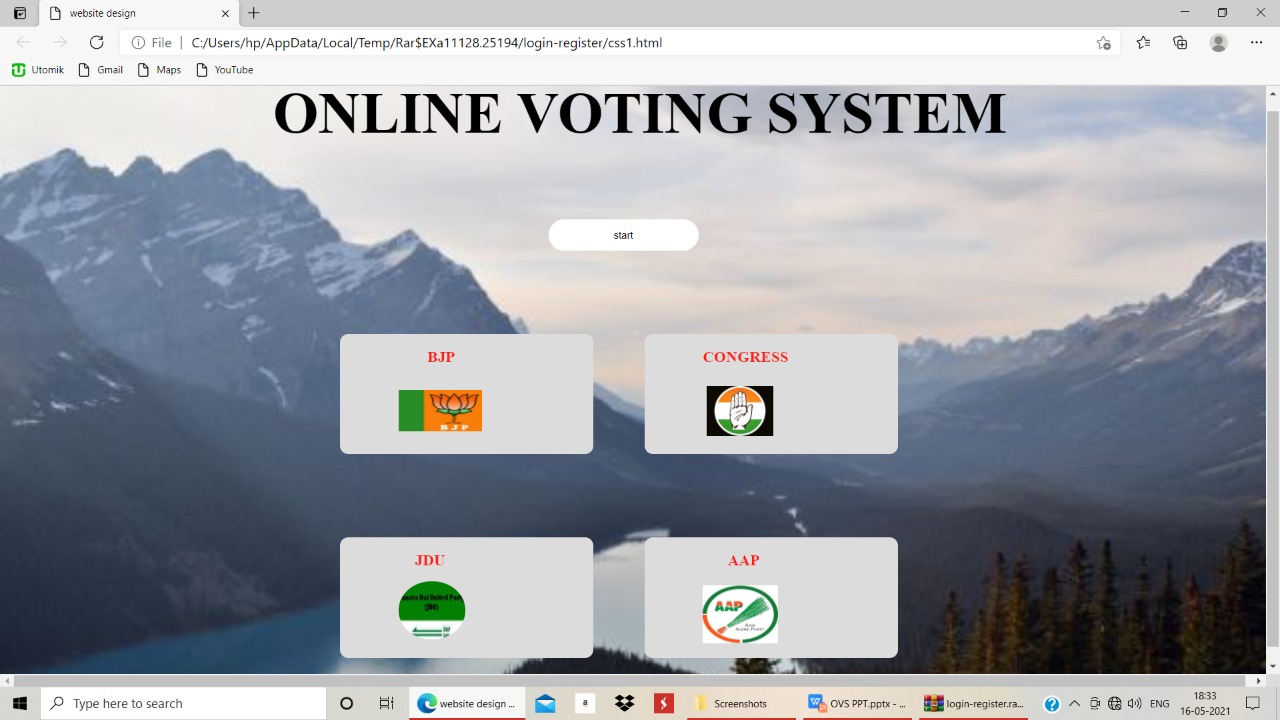 website design
File | C:/Users/hp/AppData/Local/Temp/Rar$EXa11128.25194/login-register/css1.html
Utomik Gmail Maps YouTube
ONLINE VOTING SYSTEM
start
BJP CONGRESS
BJP
JDU AAP
Dal United
(JDU)
AAP
Aam
Aadmi Party
Type here to search
website design ...
a
Screenshots
OVS PPT.pptx - ...
login-register.ra...
ENG
18:33
16-05-2021